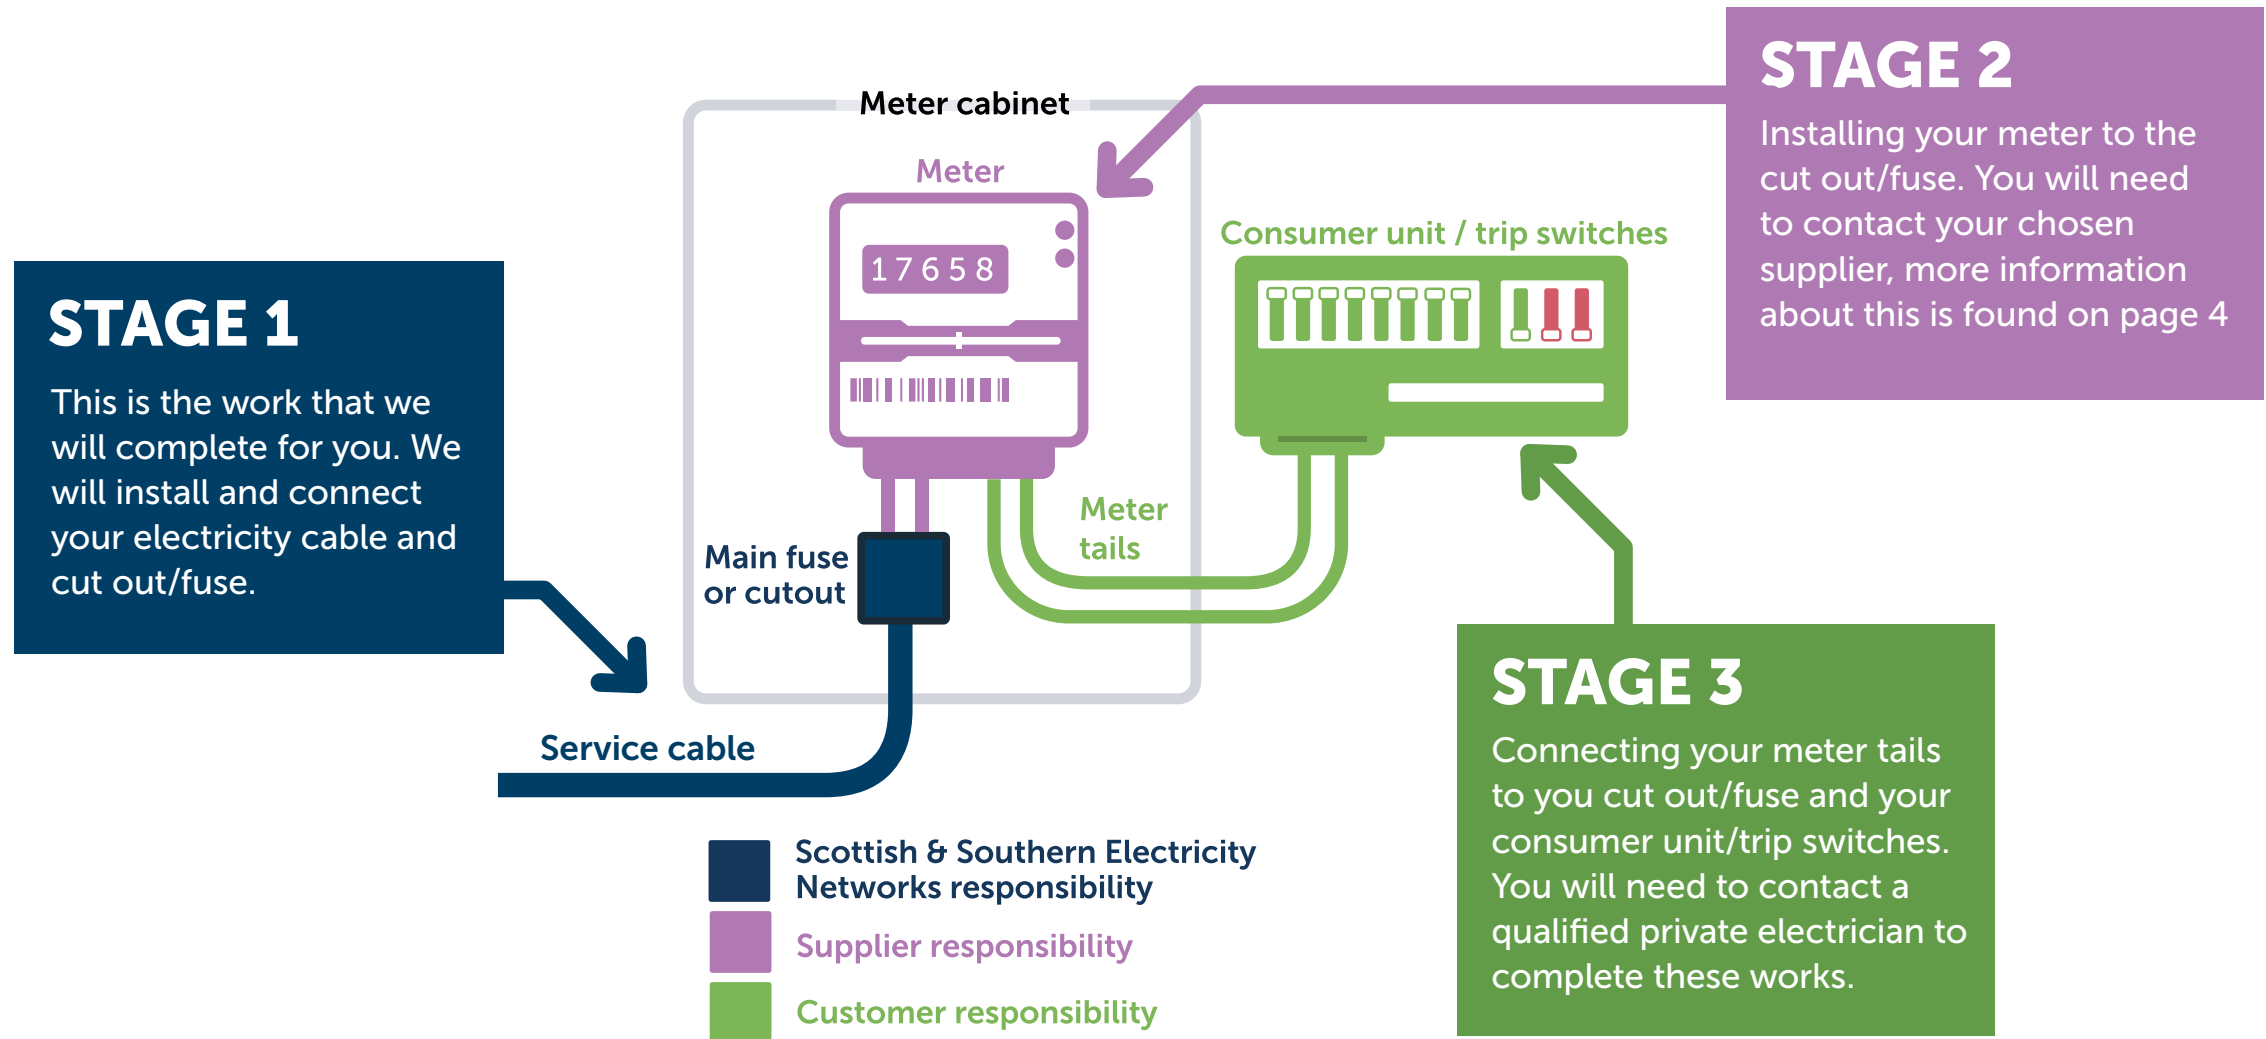 STAGE 1
This is the work that we
will complete for you. We
will install and connect
your electricity cable and
cut out/fuse.
Meter cabinet
Meter
17658
Main fuse
or cutout
Service cable
Meter
tails
Consumer unit / trip switches
STAGE 2
Installing your meter to the
cut out/fuse. You will need
to contact your chosen
supplier, more information
about this is found on page 4
STAGE 3
Connecting your meter tails
to you cut out/fuse and your
consumer unit/trip switches.
You will need to contact a
qualified private electrician to
complete these works.
Scottish & Southern Electricity
Networks responsibility
Supplier responsibility
Customer responsibility